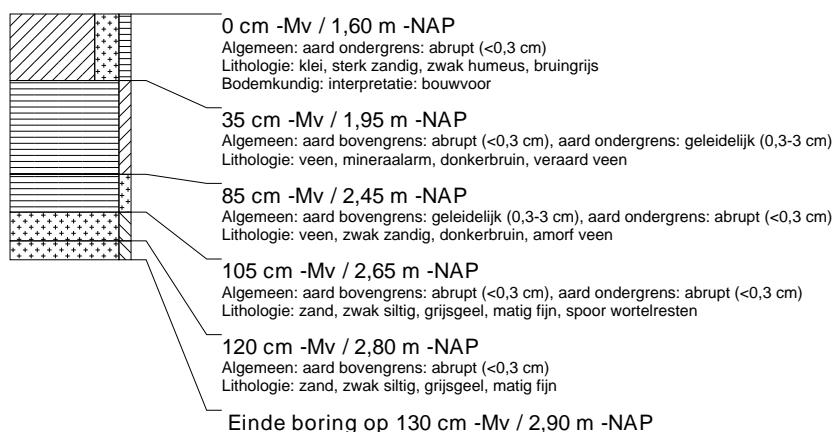 0 cm -Mv / 1,60 m -NAP
Algemeen: aard ondergrens: abrupt (<0,3 cm)
Lithologie: klei, sterk zandig, zwak humeus, bruingrijs
Bodemkundig: interpretatie: bouwvoor
35 cm -Mv / 1,95 m -NAP
Algemeen: aard bovengrens: abrupt (<0,3 cm), aard ondergrens: geleidelijk (0,3-3 cm)
Lithologie: veen, mineraalarm, donkerbruin, veraard veen
85 cm -Mv / 2,45 m -NAP
Algemeen: aard bovengrens: geleidelijk (0,3-3 cm), aard ondergrens: abrupt (<0,3 cm)
Lithologie: veen, zwak zandig, donkerbruin, amorf veen
105 cm -Mv / 2,65 m -NAP
Algemeen: aard bovengrens: abrupt (<0,3 cm), aard ondergrens: abrupt (<0,3 cm)
Lithologie: zand, zwak siltig, grijsgeel, matig fijn, spoor wortelresten
120 cm -Mv / 2,80 m -NAP
Algemeen: aard bovengrens: abrupt (<0,3 cm)
Lithologie: zand, zwak siltig, grijsgeel, matig fijn
Einde boring op 130 cm -Mv / 2,90 m -NAP